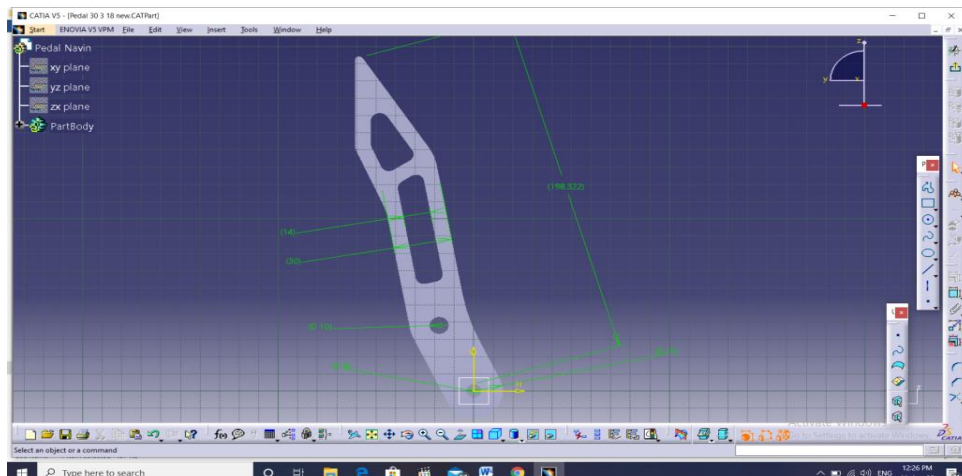 CATIA V5 - [Pedal 30 3 18 new.CATPart]
Start ENOVIA V5 VPM File Edit View Insert Tools Window Help
Pedal Navin
xy plane
yz plane
zx plane
PartBody
z
y
x
(198.322)
(14)
(30)
H
Select an object or a command
CATIA
Type here to search
ENG
12:26 PM